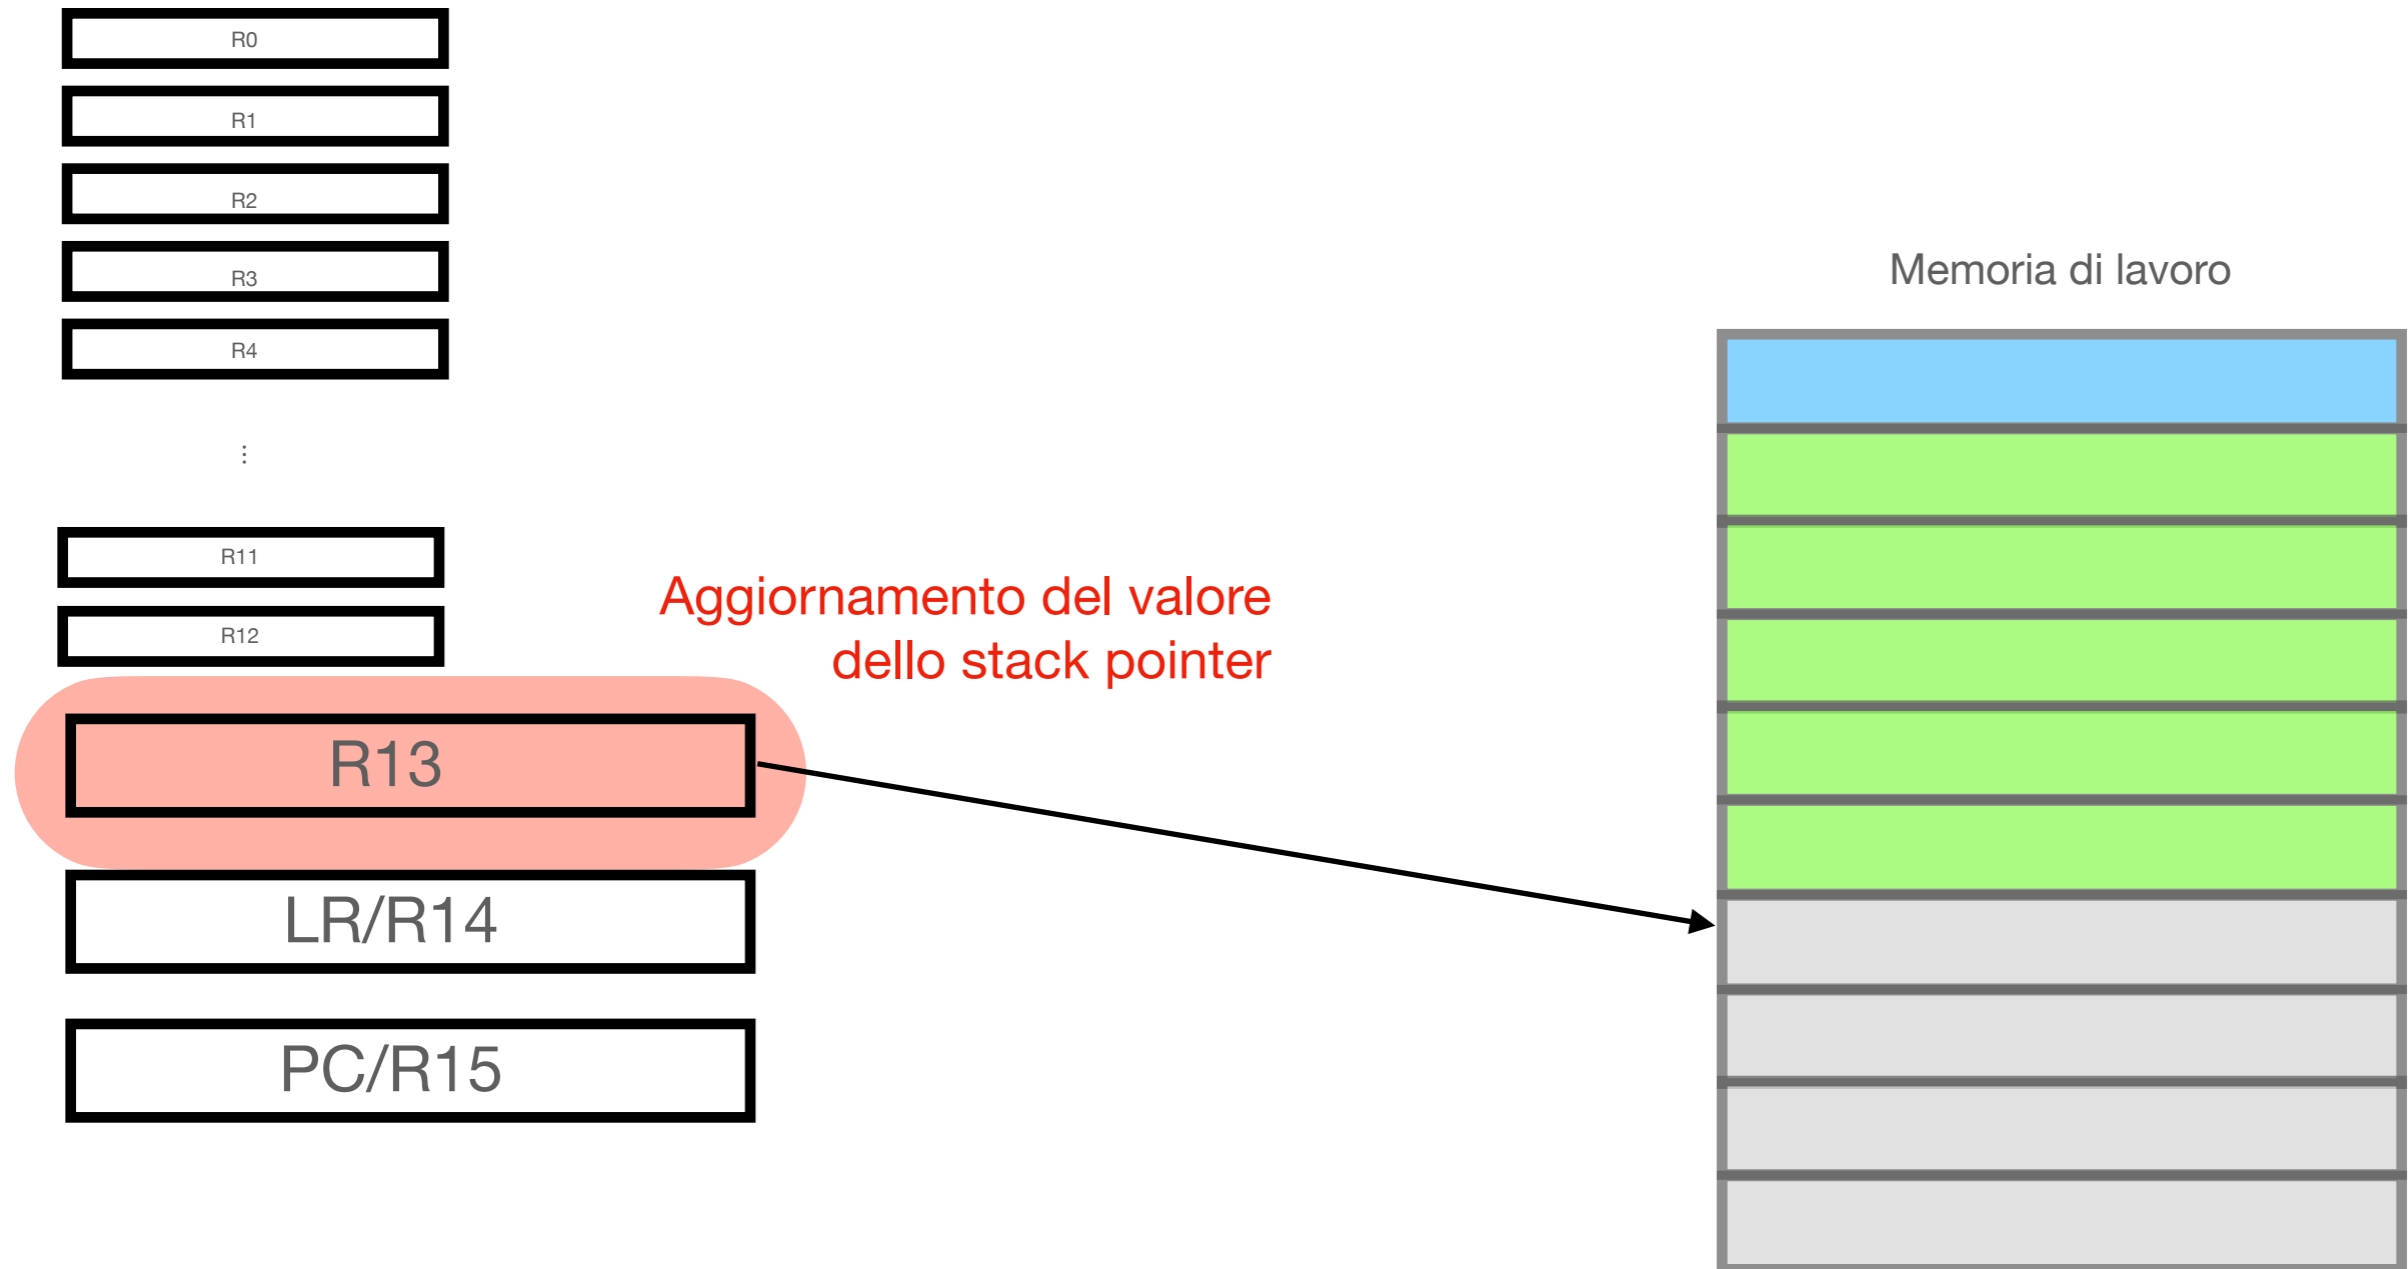 R0
R1
R2
R3
R4
⋮
R11
R12
Aggiornamento del valore
dello stack pointer
R13
LR/R14
PC/R15
Memoria di lavoro